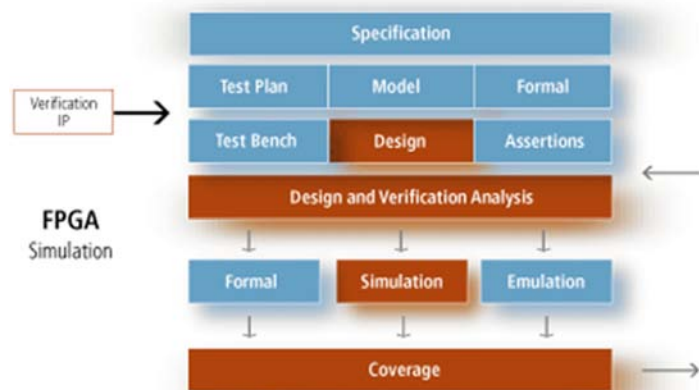 Specification
Test Plan Model Formal
Verification
IP
Test Bench Design Assertions
Design and Verification Analysis
FPGA
Simulation
Formal Simulation Emulation
Coverage